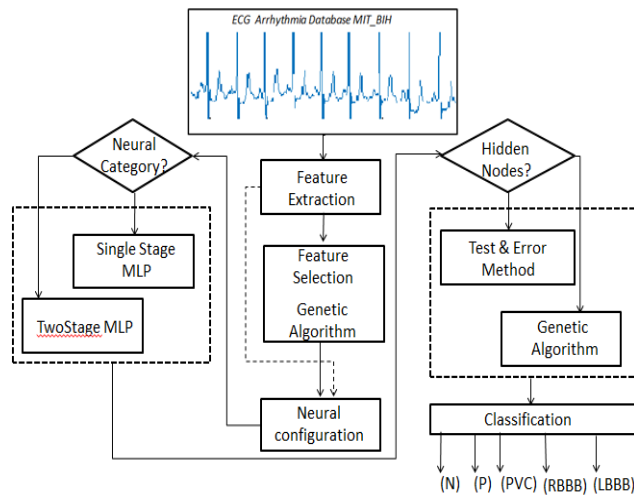 ECG Arrhythmia Database MIT_BIH
Neural
Category?
Hidden
Nodes?
Feature
Extraction
Single Stage
MLP
TwoStage MLP
Feature
Selection
Genetic
Algorithm
Neural
configuration
Test & Error
Method
Genetic
Algorithm
Classification
(N) (P) (PVC) (RBBB) (LBBB)